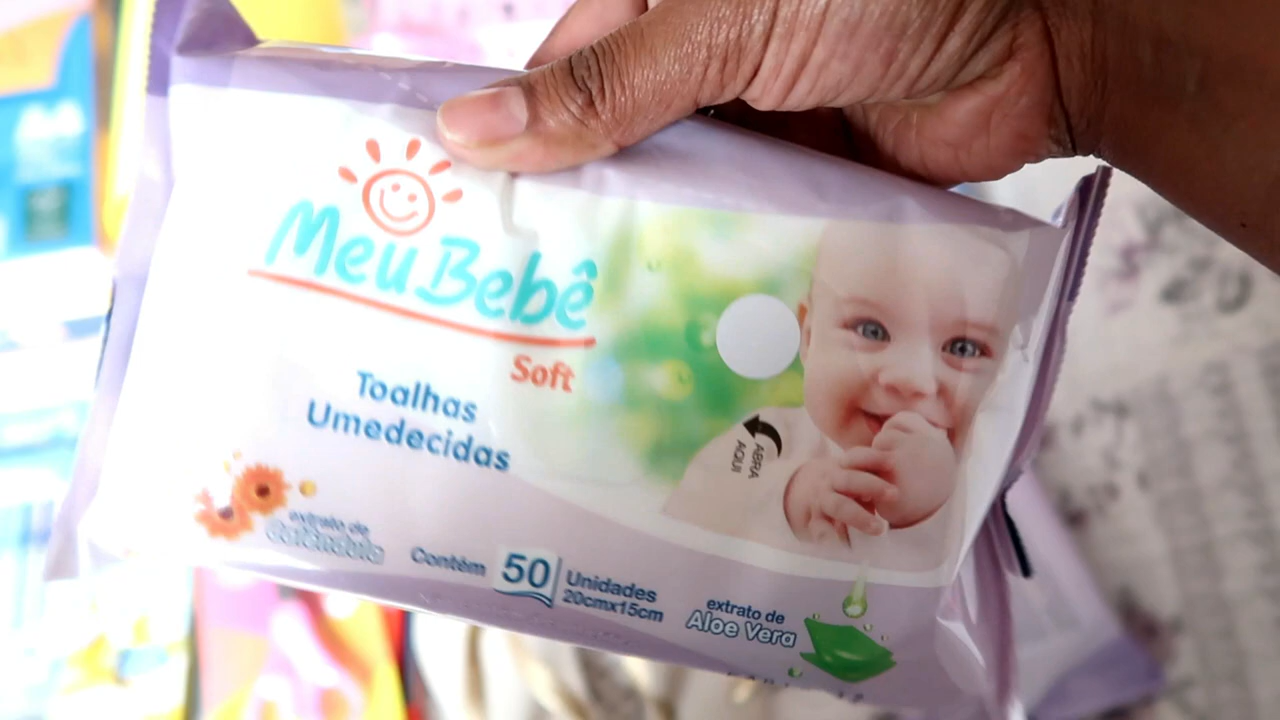 Meu Bebê
Soft
Toalhas
Umedecidas
ABRA
AQUI
extrato de
Calêndula
Contém 50 Unidades
20cmx15cm
extrato de
Aloe Vera